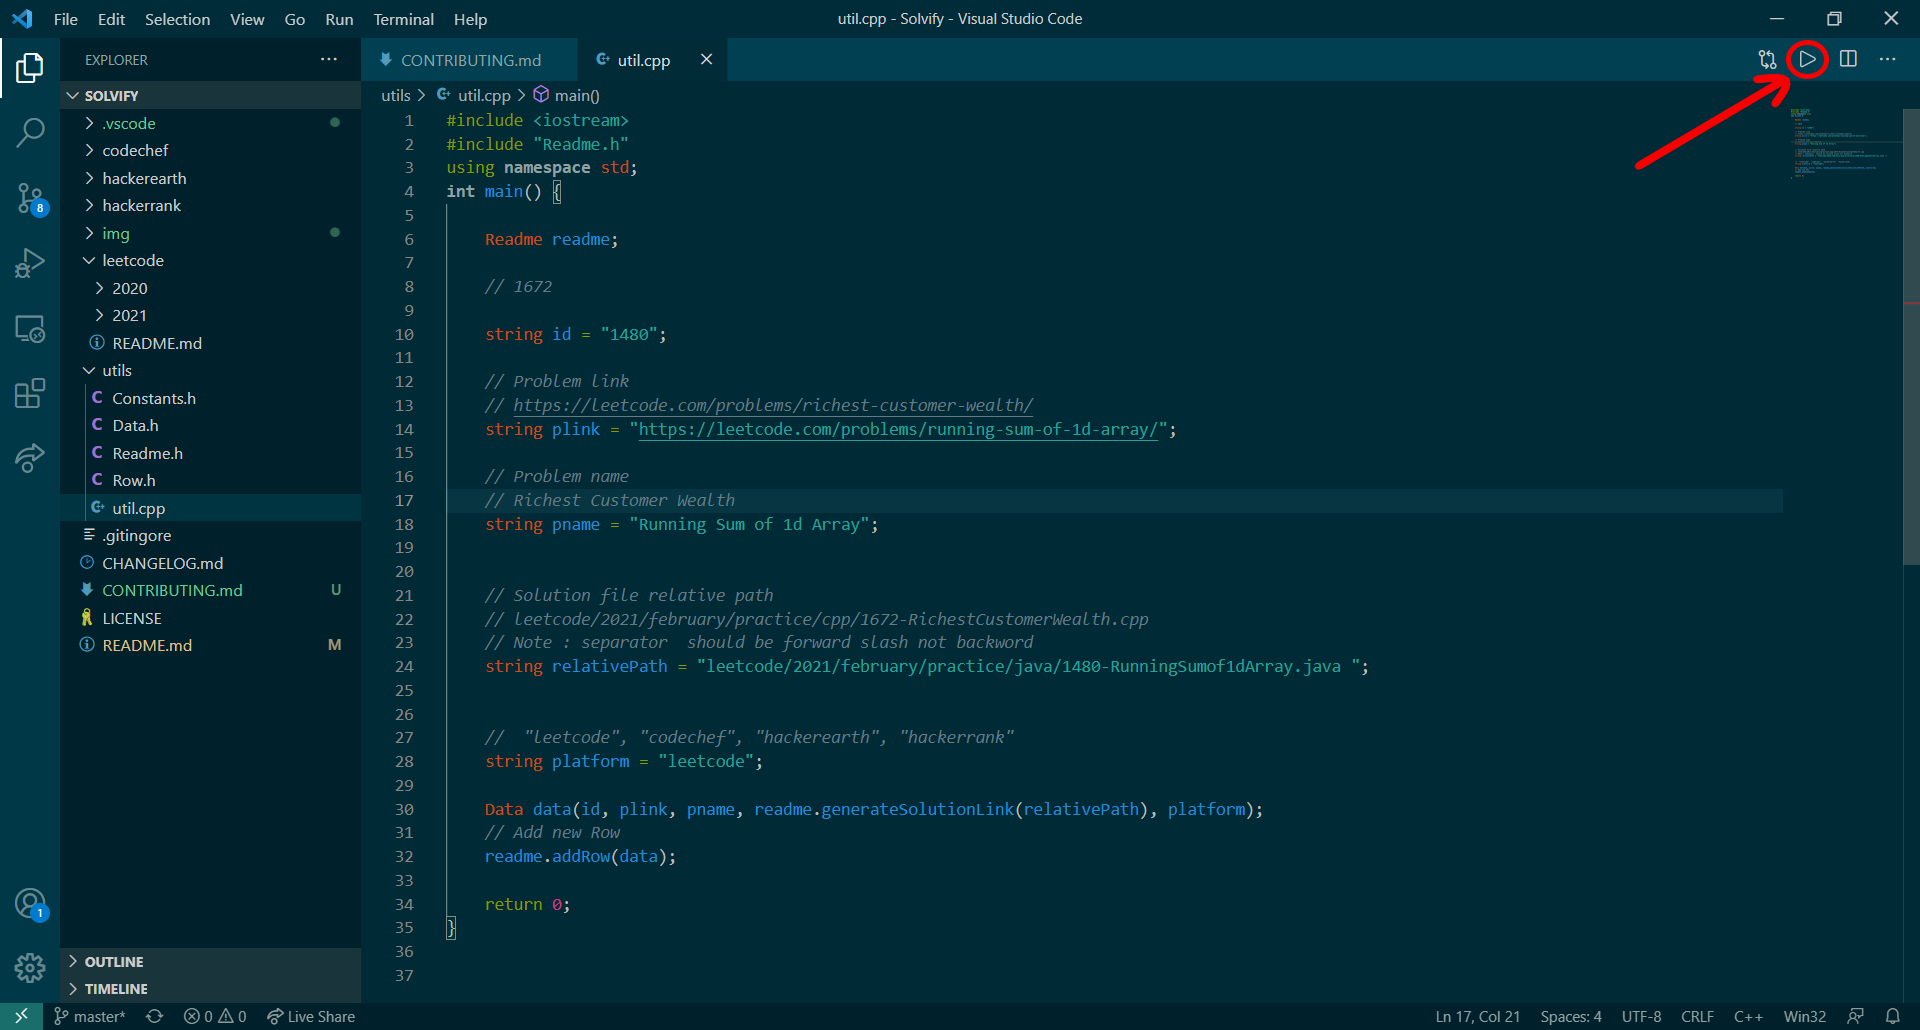 File Edit Selection View Go Run Terminal Help
util.cpp - Solvify - Visual Studio Code
EXPLORER
CONTRIBUTING.md
util.cpp
SOLVIFY
.vscode
codechef
hackerearth
hackerrank
img
leetcode
2020
2021
README.md
utils
Constants.h
Data.h
Readme.h
Row.h
util.cpp
.gitingore
CHANGELOG.md
CONTRIBUTING.md U
LICENSE
README.md M
OUTLINE
TIMELINE
8
1
utils > util.cpp > main()
1 #include <iostream>
2 #include "Readme.h"
3 using namespace std;
4 int main() {
5
6 Readme readme;
7
8 // 1672
9
10 string id = "1480";
11
12 // Problem link
13 // https://leetcode.com/problems/richest-customer-wealth/
14 string plink = "https://leetcode.com/problems/running-sum-of-1d-array/";
15
16 // Problem name
17 // Richest Customer Wealth
18 string pname = "Running Sum of 1d Array";
19
20
21 // Solution file relative path
22 // leetcode/2021/february/practice/cpp/1672-RichestCustomerWealth.cpp
23 // Note : separator  should be forward slash not backword
24 string relativePath = "leetcode/2021/february/practice/java/1480-RunningSumof1dArray.java ";
25
26
27 //  "leetcode", "codechef", "hackerearth", "hackerrank"
28 string platform = "leetcode";
29
30 Data data(id, plink, pname, readme.generateSolutionLink(relativePath), platform);
31 // Add new Row
32 readme.addRow(data);
33
34 return 0;
35 }
36
37
master* 0 0 Live Share
Ln 17, Col 21 Spaces: 4 UTF-8 CRLF C++ Win32